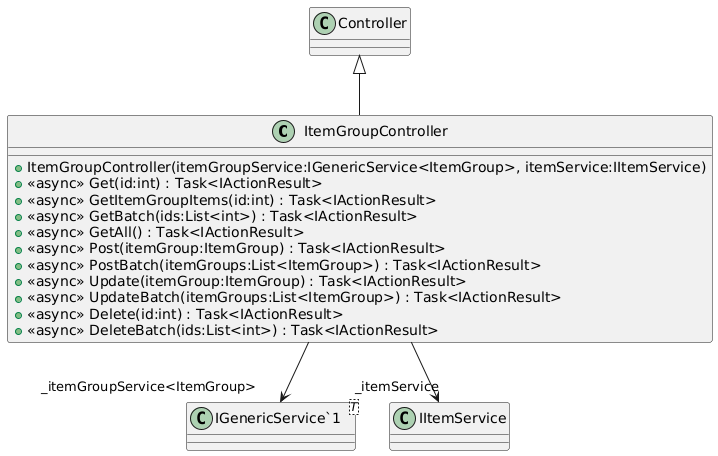 C Controller
C ItemGroupController
ItemGroupController(itemGroupService:IGenericService<ItemGroup>, itemService:IItemService)
«async» Get(id:int) : Task<IActionResult>
«async» GetItemGroupItems(id:int) : Task<IActionResult>
«async» GetBatch(ids:List<int>) : Task<IActionResult>
«async» GetAll() : Task<IActionResult>
«async» Post(itemGroup:ItemGroup) : Task<IActionResult>
«async» PostBatch(itemGroups:List<ItemGroup>) : Task<IActionResult>
«async» Update(itemGroup:ItemGroup) : Task<IActionResult>
«async» UpdateBatch(itemGroups:List<ItemGroup>) : Task<IActionResult>
«async» Delete(id:int) : Task<IActionResult>
«async» DeleteBatch(ids:List<int>) : Task<IActionResult>
_itemGroupService<ItemGroup>
_itemService
C IGenericService`1 T
C IItemService